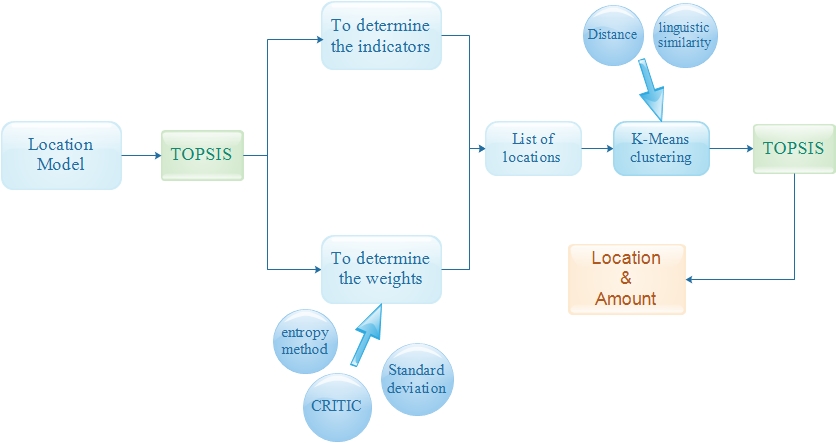 Location
Model
TOPSIS
To determine
the indicators
To determine
the weights
entropy
method
CRITIC
Standard
deviation
List of
locations
Distance
linguistic
similarity
K-Means
clustering
TOPSIS
Location
&
Amount